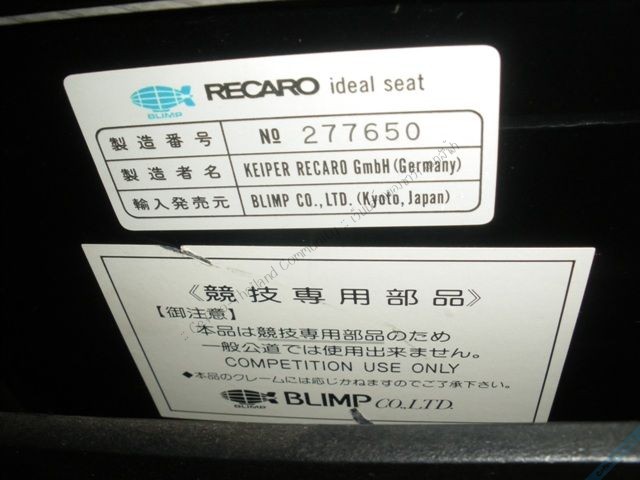 BLIMP RECARO ideal seat
製造番号 No 277650
製造者名 KEIPER RECARO GmbH (Germany)
輸入発売元 BLIMP CO., LTD. (Kyoto, Japan)
《競技専用部品》
【御注意】
本品は競技専用部品のため
一般公道では使用出来ません。
COMPETITION USE ONLY
◆本品のクレームには応じかねますのでご了承下さい。
BLIMP BLIMP CO.,LTD.